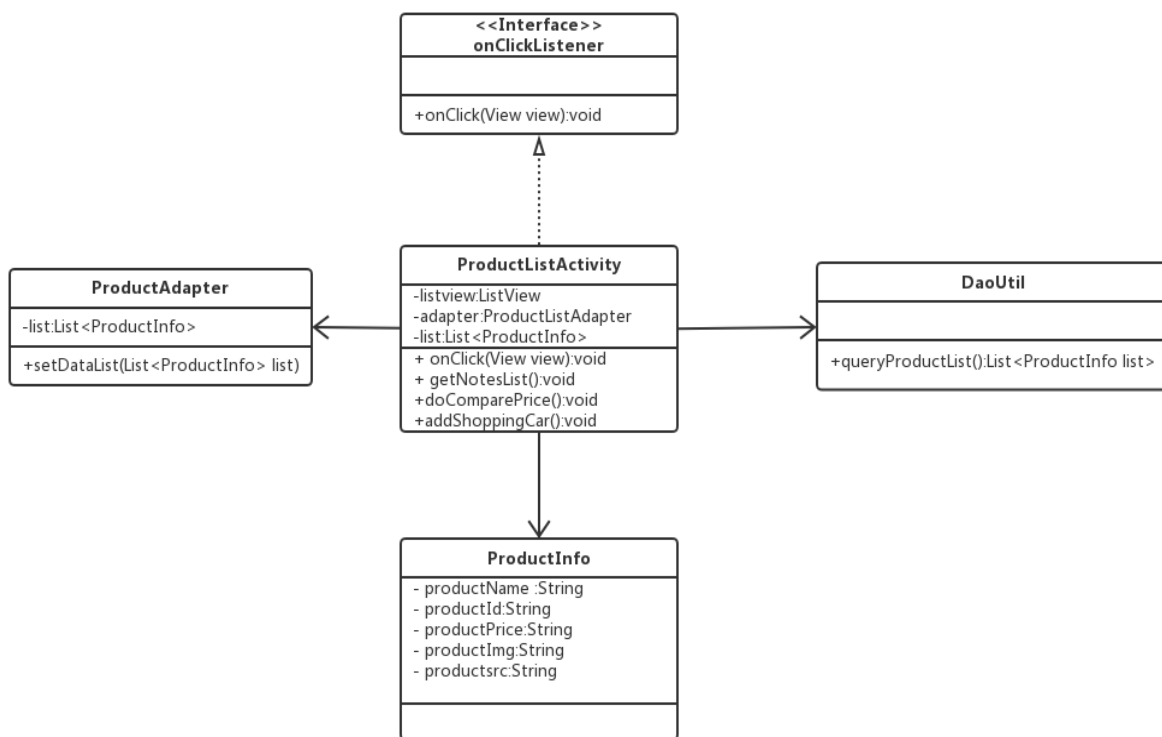 <<Interface>>
onClickListener
+onClick(View view):void
ProductAdapter
-list:List<ProductInfo>
+setDataList(List<ProductInfo> list)
ProductListActivity
-listview:ListView
-adapter:ProductListAdapter
-list:List<ProductInfo>
+ onClick(View view):void
+ getNotesList():void
+doComparePrice():void
+addShoppingCar():void
DaoUtil
+queryProductList():List<ProductInfo list>
ProductInfo
- productName :String
- productId:String
- productPrice:String
- productImg:String
- productsrc:String